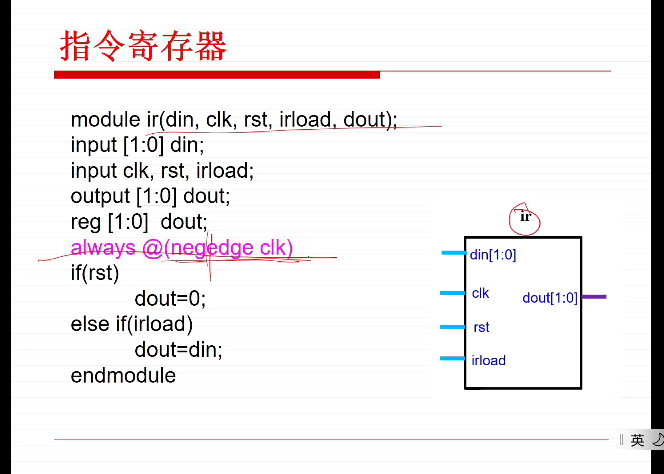 指令寄存器
module ir(din, clk, rst, irload, dout);
input [1:0] din;
input clk, rst, irload;
output [1:0] dout;
reg [1:0]  dout;
always @(negedge clk)
if(rst)
dout=0;
else if(irload)
dout=din;
endmodule
ir
din[1:0]
clk
dout[1:0]
rst
irload
英